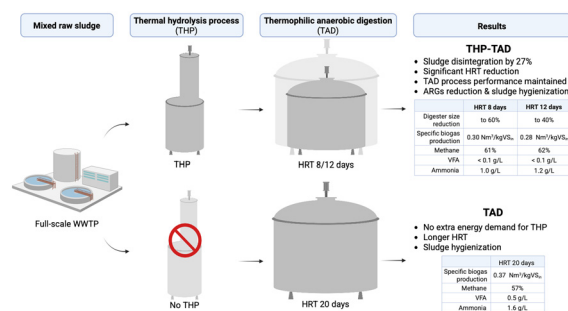 Mixed raw sludge
Thermal hydrolysis process
(THP)
Thermophilic anaerobic digestion
(TAD)
Results
THP-TAD
• Sludge disintegration by 27%
• Significant HRT reduction
• TAD process performance maintained
• ARGs reduction & sludge hygienization
HRT 8 days HRT 12 days
Digester size reduction to 60% to 40%
Specific biogas production 0.30 Nm³/kgVSin 0.28 Nm³/kgVSin
Methane 61% 62%
VFA < 0.1 g/L < 0.1 g/L
Ammonia 1.0 g/L 1.2 g/L
THP
HRT 8/12 days
Full-scale WWTP
TAD
• No extra energy demand for THP
• Longer HRT
• Sludge hygienization
HRT 20 days
Specific biogas production 0.37 Nm³/kgVSin
Methane 57%
VFA 0.5 g/L
Ammonia 1.6 g/L
No THP
HRT 20 days